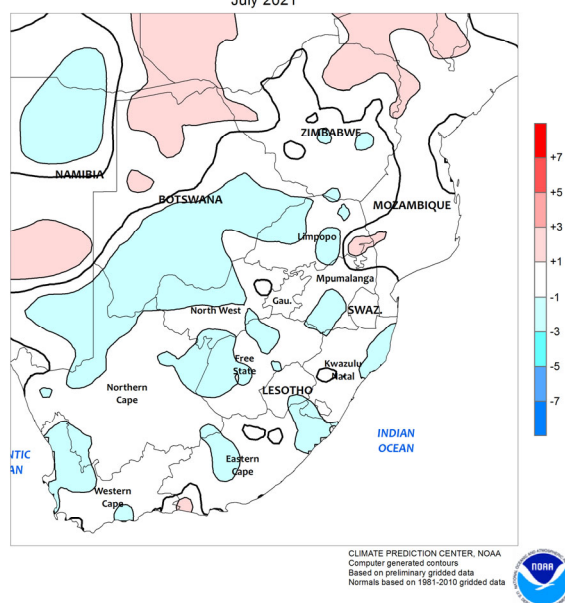 July 2021
ZIMBABWE
NAMIBIA
BOTSWANA
MOZAMBIQUE
Limpopo
Mpumalanga
North West
Gau.
SWAZ.
Free
State
Kwazulu
Natal
LESOTHO
Northern
Cape
INDIAN
OCEAN
NTIC
AN
Eastern
Cape
Western
Cape
+7
+5
+3
+1
-1
-3
-5
-7
CLIMATE PREDICTION CENTER, NOAA
Computer generated contours
Based on preliminary gridded data
Normals based on 1981-2010 gridded data
NOAA